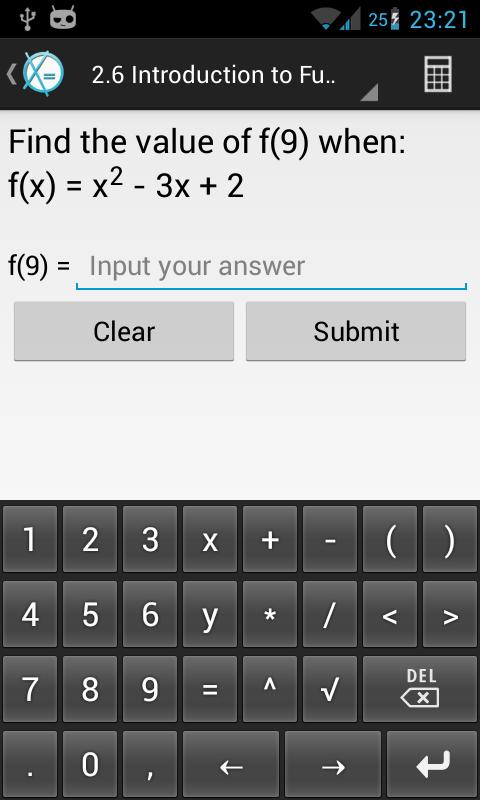 25 23:21
2.6 Introduction to Fu..
Find the value of f(9) when:
f(x) = x² - 3x + 2
f(9) = Input your answer
Clear Submit
1 2 3 x + - ( )
4 5 6 y * / < >
7 8 9 = ^ √ DEL
. 0 , ← →